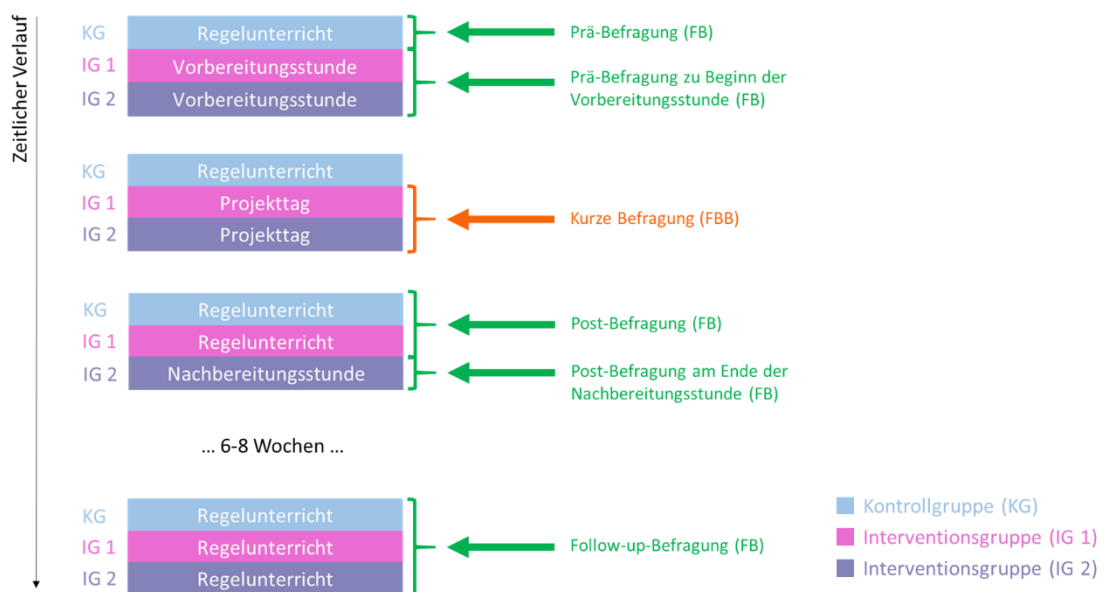 Zeitlicher Verlauf
KG Regelunterricht Prä-Befragung (FB)
IG 1 Vorbereitungsstunde
IG 2 Vorbereitungsstunde
Prä-Befragung zu Beginn der
Vorbereitungsstunde (FB)
KG Regelunterricht
IG 1 Projekttag
IG 2 Projekttag
Kurze Befragung (FBB)
KG Regelunterricht
IG 1 Regelunterricht
Post-Befragung (FB)
IG 2 Nachbereitungsstunde
Post-Befragung am Ende der
Nachbereitungsstunde (FB)
... 6-8 Wochen ...
KG Regelunterricht
IG 1 Regelunterricht
IG 2 Regelunterricht
Follow-up-Befragung (FB)
Kontrollgruppe (KG)
Interventionsgruppe (IG 1)
Interventionsgruppe (IG 2)